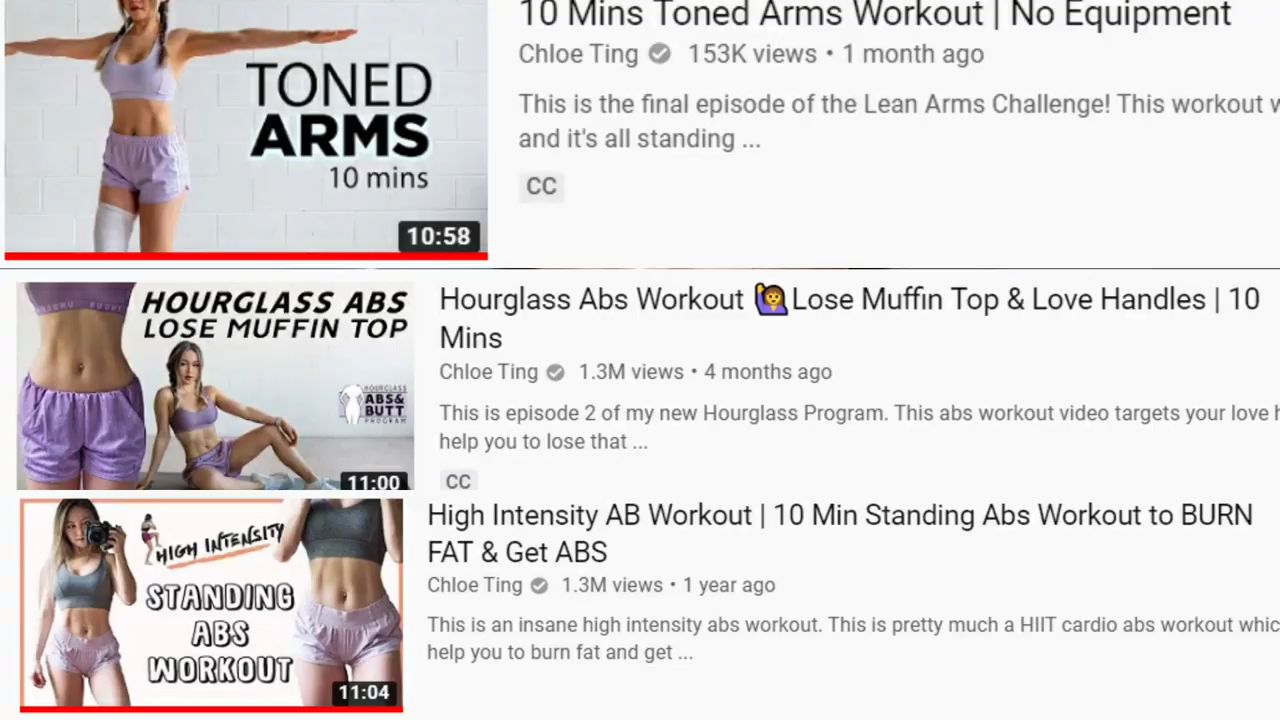 10 Mins Toned Arms Workout | No Equipment
Chloe Ting 153K views • 1 month ago
This is the final episode of the Lean Arms Challenge! This workout w
and it's all standing ...
CC
TONED
ARMS
10 mins
10:58
HOURGLASS ABS
LOSE MUFFIN TOP
HOURGLASS
ABS&
BUTT
PROGRAM
11:00
Hourglass Abs Workout 🙋‍♀️Lose Muffin Top & Love Handles | 10
Mins
Chloe Ting 1.3M views • 4 months ago
This is episode 2 of my new Hourglass Program. This abs workout video targets your love h
help you to lose that ...
CC
HIGH INTENSITY
STANDING
ABS
WORKOUT
11:04
High Intensity AB Workout | 10 Min Standing Abs Workout to BURN
FAT & Get ABS
Chloe Ting 1.3M views • 1 year ago
This is an insane high intensity abs workout. This is pretty much a HIIT cardio abs workout whic
help you to burn fat and get ...